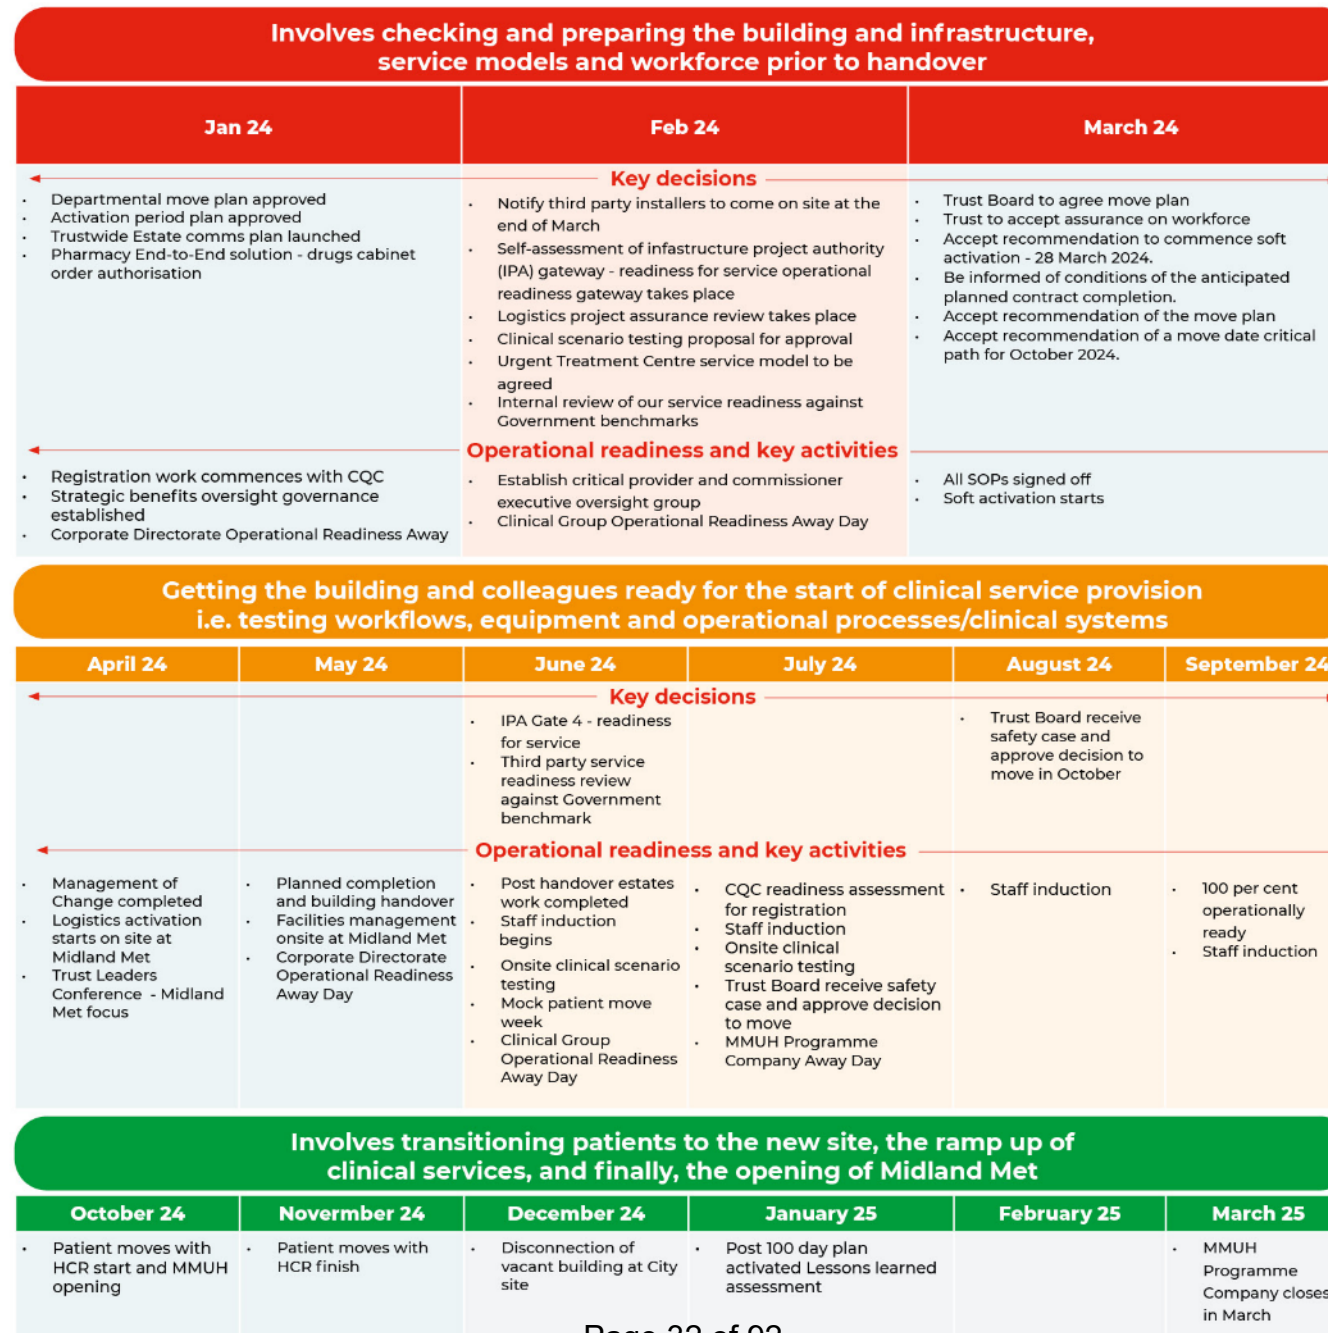 Involves checking and preparing the building and infrastructure,
service models and workforce prior to handover
Jan 24
Feb 24
March 24
Key decisions
· Departmental move plan approved
· Activation period plan approved
· Trustwide Estate comms plan launched
· Pharmacy End-to-End solution - drugs cabinet
order authorisation
· Notify third party installers to come on site at the
end of March
· Self-assessment of infastructure project authority
(IPA) gateway - readiness for service operational
readiness gateway takes place
· Logistics project assurance review takes place
· Clinical scenario testing proposal for approval
· Urgent Treatment Centre service model to be
agreed
· Internal review of our service readiness against
Government benchmarks
· Trust Board to agree move plan
· Trust to accept assurance on workforce
· Accept recommendation to commence soft
activation - 28 March 2024.
· Be informed of conditions of the anticipated
planned contract completion.
· Accept recommendation of the move plan
· Accept recommendation of a move date critical
path for October 2024.
Operational readiness and key activities
· Registration work commences with CQC
· Strategic benefits oversight governance
established
· Corporate Directorate Operational Readiness Away
· Establish critical provider and commissioner
executive oversight group
· Clinical Group Operational Readiness Away Day
· All SOPs signed off
· Soft activation starts
Getting the building and colleagues ready for the start of clinical service provision
i.e. testing workflows, equipment and operational processes/clinical systems
April 24
May 24
June 24
July 24
August 24
September 24
Key decisions
· IPA Gate 4 - readiness
for service
· Third party service
readiness review
against Government
benchmark
· Trust Board receive
safety case and
approve decision to
move in October
Operational readiness and key activities
· Management of
Change completed
· Logistics activation
starts on site at
Midland Met
· Trust Leaders
Conference - Midland
Met focus
· Planned completion
and building handover
· Facilities management
onsite at Midland Met
· Corporate Directorate
Operational Readiness
Away Day
· Post handover estates
work completed
· Staff induction
begins
· Onsite clinical scenario
testing
· Mock patient move
week
· Clinical Group
Operational Readiness
Away Day
· CQC readiness assessment
for registration
· Staff induction
· Onsite clinical
scenario testing
· Trust Board receive safety
case and approve decision
to move
· MMUH Programme
Company Away Day
· Staff induction
· 100 per cent
operationally
ready
· Staff induction
Involves transitioning patients to the new site, the ramp up of
clinical services, and finally, the opening of Midland Met
October 24
Novermber 24
December 24
January 25
February 25
March 25
· Patient moves with
HCR start and MMUH
opening
· Patient moves with
HCR finish
· Disconnection of
vacant building at City
site
· Post 100 day plan
activated Lessons learned
assessment
· MMUH
Programme
Company closes
in March
Page 32 of 92